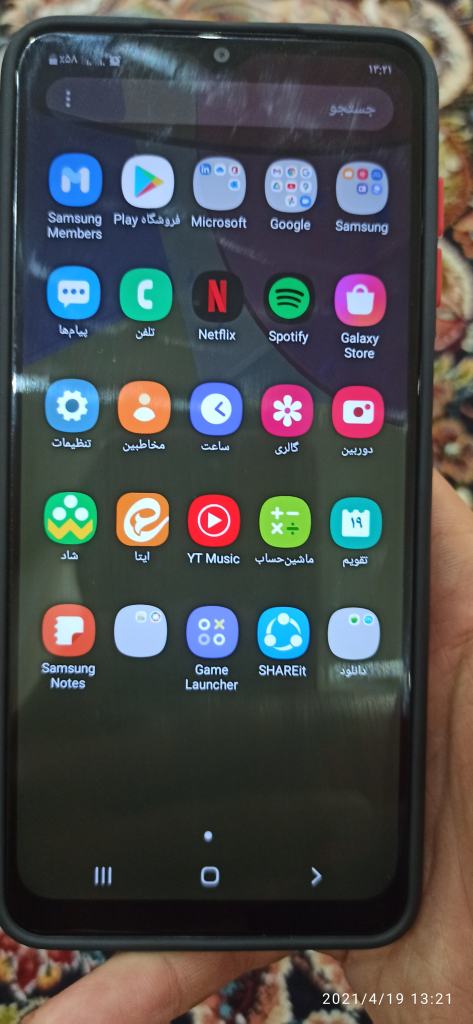 ٪۵۸
۱۳:۲۱
جستجو
Samsung
Google
Microsoft
فروشگاه Play
Samsung
Members
Galaxy
Store
Spotify
Netflix
تلفن
پیام‌ها
دوربین
گالری
ساعت
مخاطبین
تنظیمات
۱۹
تقویم
ماشین‌حساب
YT Music
ایتا
شاد
دانلود
SHAREit
Game
Launcher
Samsung
Notes
2021/4/19 13:21